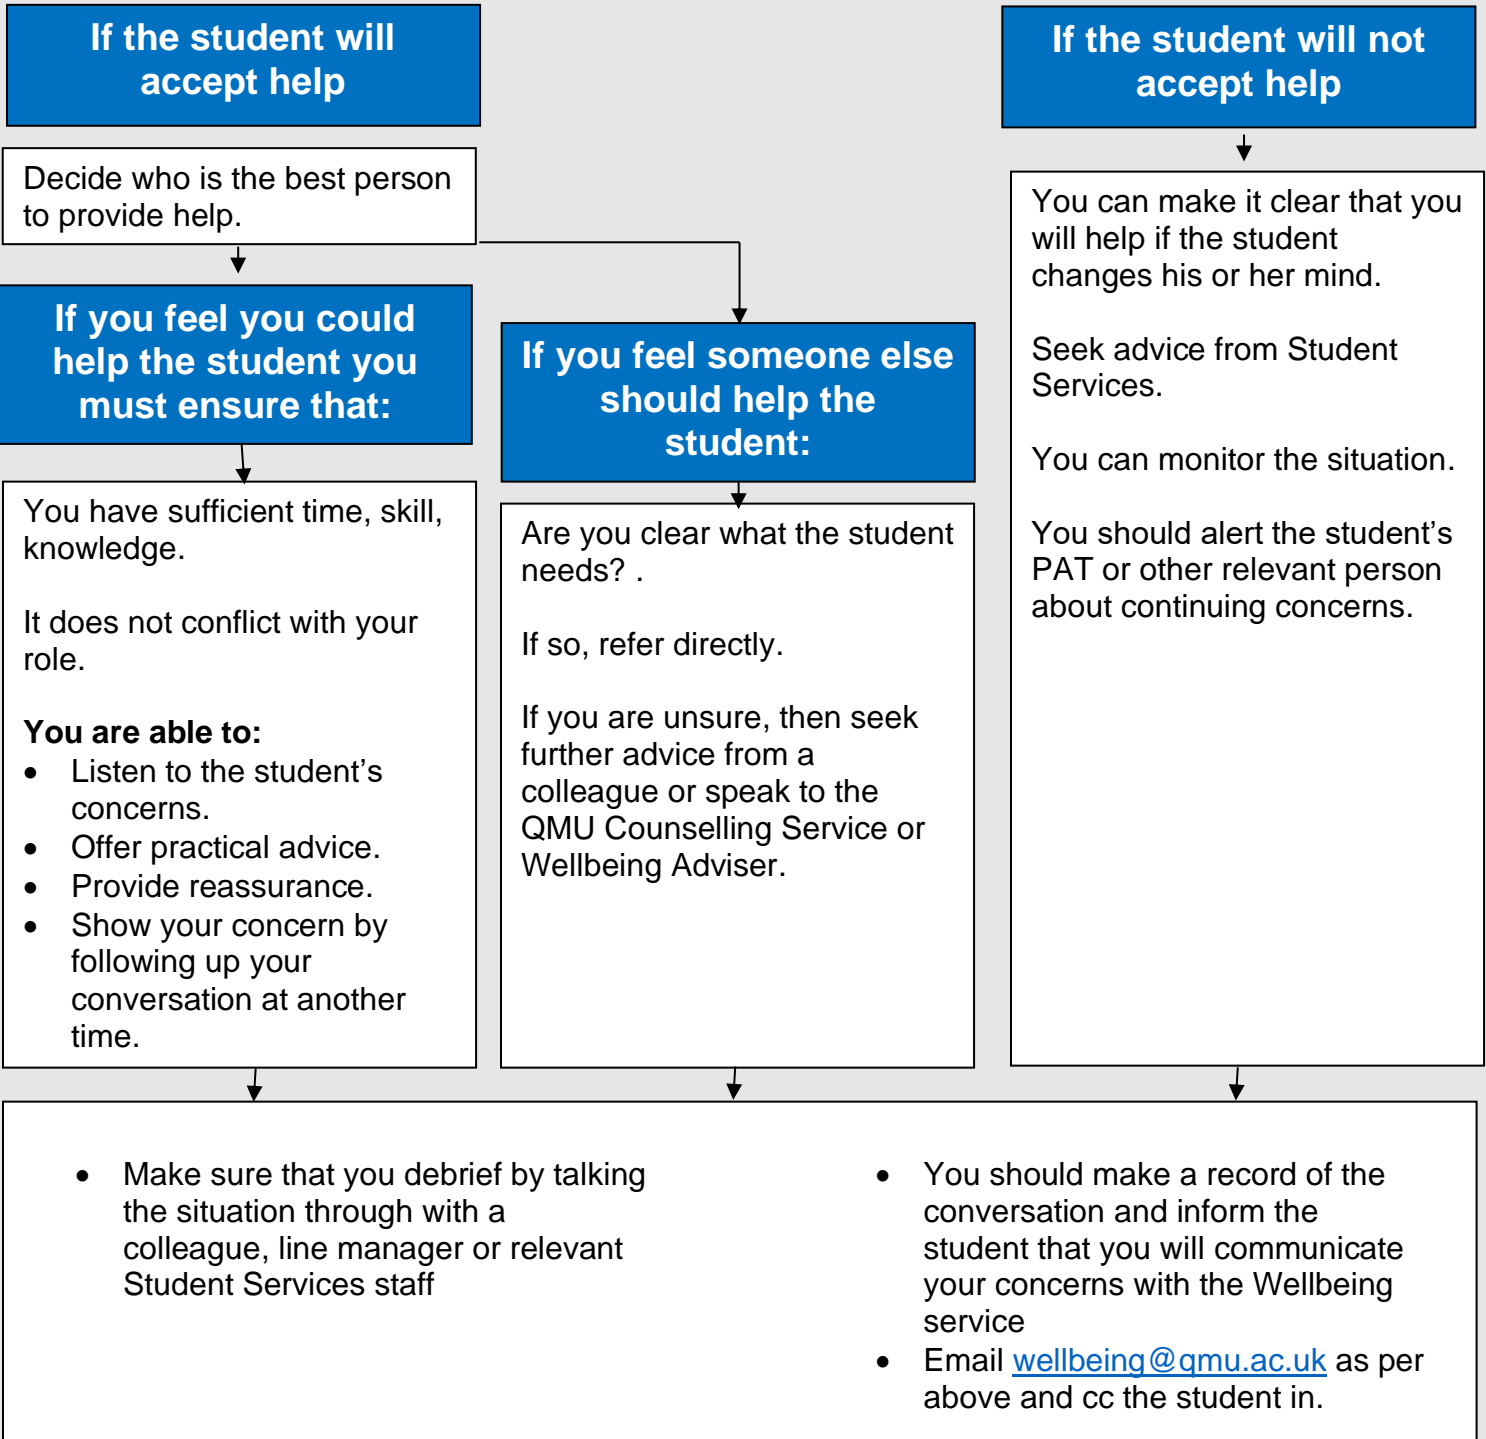 If the student will
accept help
If the student will not
accept help
Decide who is the best person
to provide help.
If you feel you could
help the student you
must ensure that:
If you feel someone else
should help the
student:
You have sufficient time, skill,
knowledge.
It does not conflict with your
role.
You are able to:
• Listen to the student’s
concerns.
• Offer practical advice.
• Provide reassurance.
• Show your concern by
following up your
conversation at another
time.
Are you clear what the student
needs? .
If so, refer directly.
If you are unsure, then seek
further advice from a
colleague or speak to the
QMU Counselling Service or
Wellbeing Adviser.
You can make it clear that you
will help if the student
changes his or her mind.
Seek advice from Student
Services.
You can monitor the situation.
You should alert the student’s
PAT or other relevant person
about continuing concerns.
• Make sure that you debrief by talking
the situation through with a
colleague, line manager or relevant
Student Services staff
• You should make a record of the
conversation and inform the
student that you will communicate
your concerns with the Wellbeing
service
• Email wellbeing@qmu.ac.uk as per
above and cc the student in.